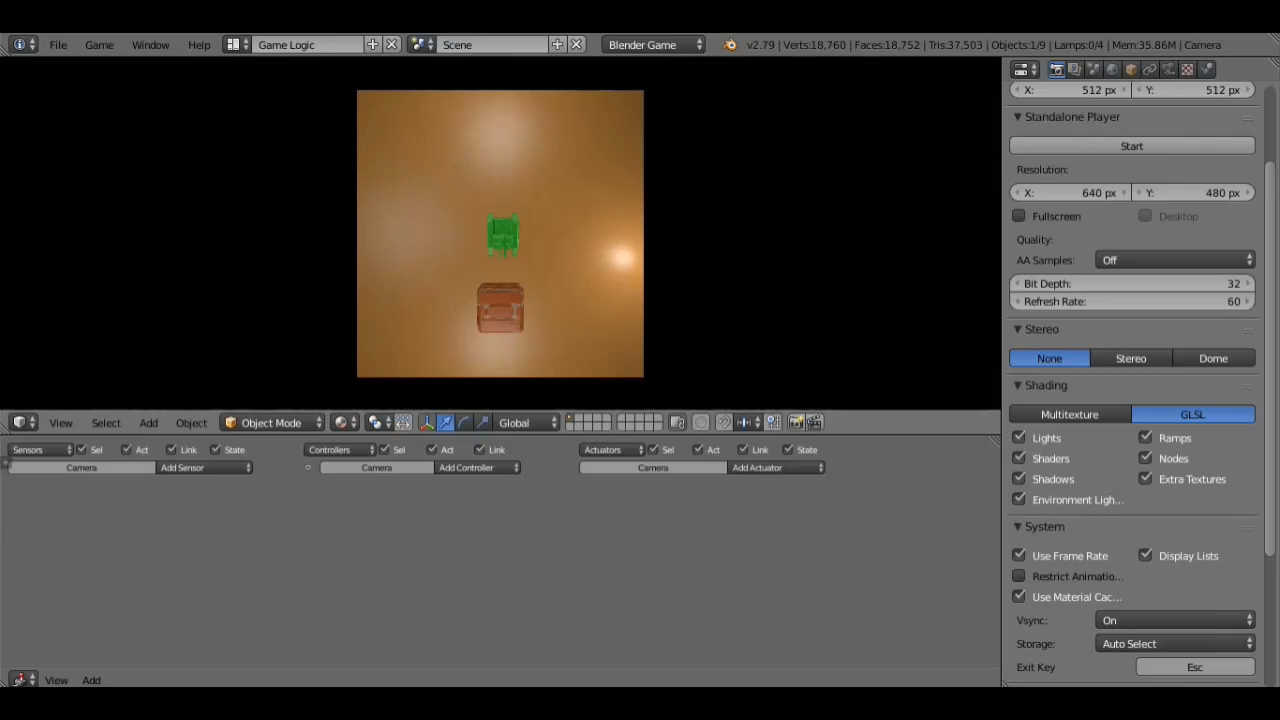 File Game Window Help Game Logic Scene Blender Game v2.79 | Verts:18,760 | Faces:18,752 | Tris:37,503 | Objects:1/9 | Lamps:0/4 | Mem:35.86M | Camera
X: 512 px Y: 512 px
Standalone Player
Start
Resolution:
X: 640 px Y: 480 px
Fullscreen Desktop
Quality:
AA Samples: Off
Bit Depth: 32
Refresh Rate: 60
Stereo
None Stereo Dome
Shading
Multitexture GLSL
Lights Ramps
Shaders Nodes
Shadows Extra Textures
Environment Ligh...
System
Use Frame Rate Display Lists
Restrict Animatio...
Use Material Cac...
Vsync: On
Storage: Auto Select
Exit Key Esc
View Select Add Object Object Mode Global
Sensors Sel Act Link State Controllers Sel Act Link Actuators Sel Act Link State
Camera Add Sensor Camera Add Controller Camera Add Actuator
View Add